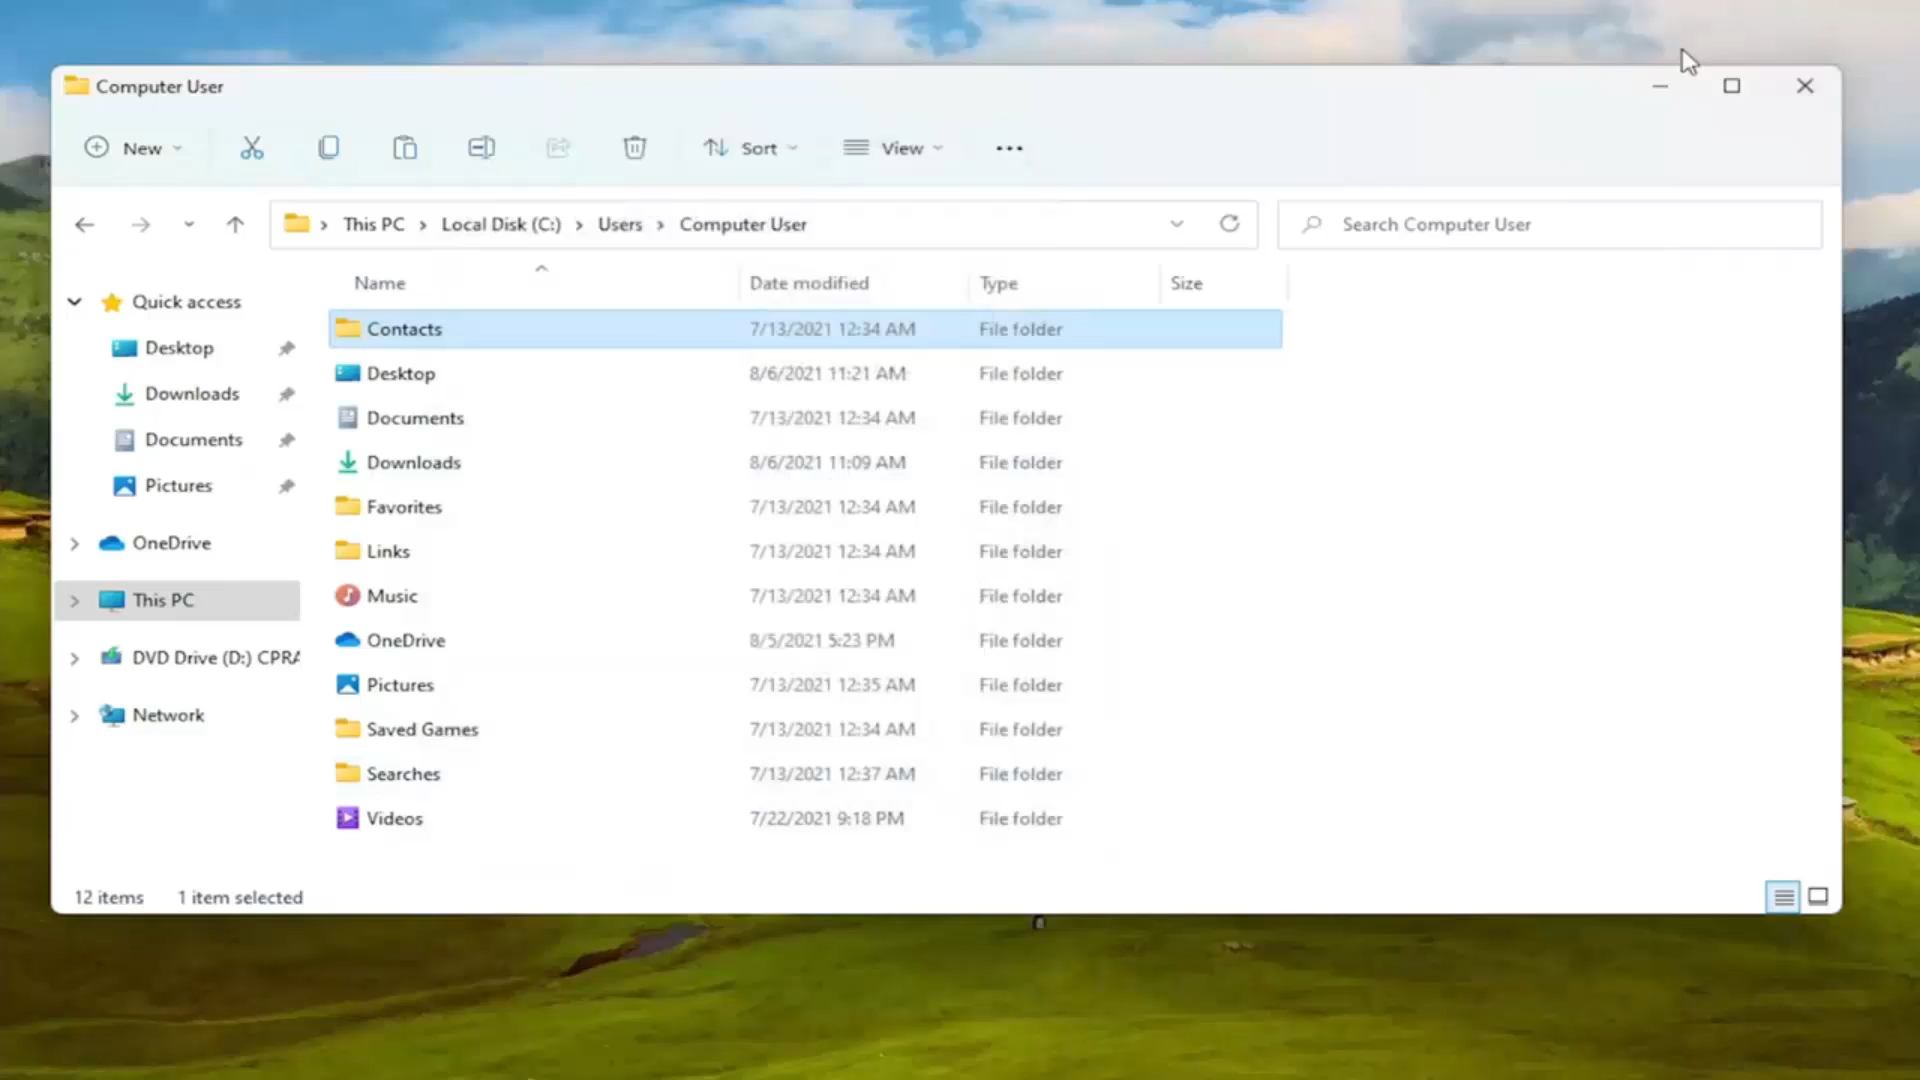 Computer User
New
Sort
View
This PC
Local Disk (C:)
Users
Computer User
Search Computer User
Name
Date modified
Type
Size
Quick access
Desktop
Downloads
Documents
Pictures
OneDrive
This PC
DVD Drive (D:) CPRA
Network
Contacts 7/13/2021 12:34 AM File folder
Desktop 8/6/2021 11:21 AM File folder
Documents 7/13/2021 12:34 AM File folder
Downloads 8/6/2021 11:09 AM File folder
Favorites 7/13/2021 12:34 AM File folder
Links 7/13/2021 12:34 AM File folder
Music 7/13/2021 12:34 AM File folder
OneDrive 8/5/2021 5:23 PM File folder
Pictures 7/13/2021 12:35 AM File folder
Saved Games 7/13/2021 12:34 AM File folder
Searches 7/13/2021 12:37 AM File folder
Videos 7/22/2021 9:18 PM File folder
12 items 1 item selected